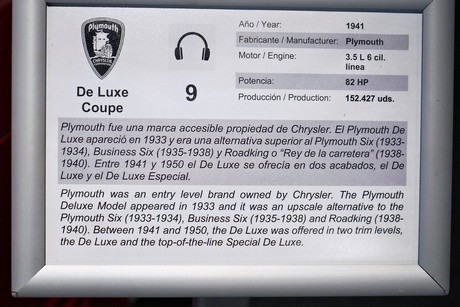 Plymouth
CHRYSLER
De Luxe
Coupe
9
Año / Year: 1941
Fabricante / Manufacturer: Plymouth
Motor / Engine: 3.5 L 6 cil.
línea
Potencia: 82 HP
Producción / Production: 152.427 uds.
Plymouth fue una marca accesible propiedad de Chrysler. El Plymouth De
Luxe apareció en 1933 y era una alternativa superior al Plymouth Six (1933-
1934), Business Six (1935-1938) y Roadking o “Rey de la carretera” (1938-
1940). Entre 1941 y 1950 el De Luxe se ofrecía en dos acabados, el De
Luxe y el De Luxe Especial.
Plymouth was an entry level brand owned by Chrysler. The Plymouth
Deluxe Model appeared in 1933 and it was an upscale alternative to the
Plymouth Six (1933-1934), Business Six (1935-1938) and Roadking (1938-
1940). Between 1941 and 1950, the De Luxe was offered in two trim levels,
the De Luxe and the top-of-the-line Special De Luxe.